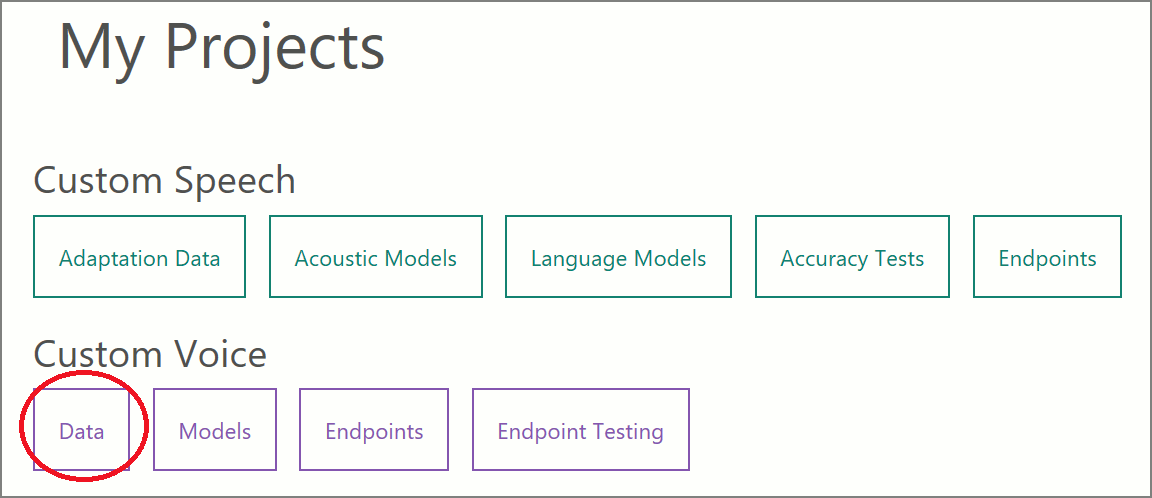 My Projects
Custom Speech
Adaptation Data Acoustic Models Language Models Accuracy Tests Endpoints
Custom Voice
Data Models Endpoints Endpoint Testing